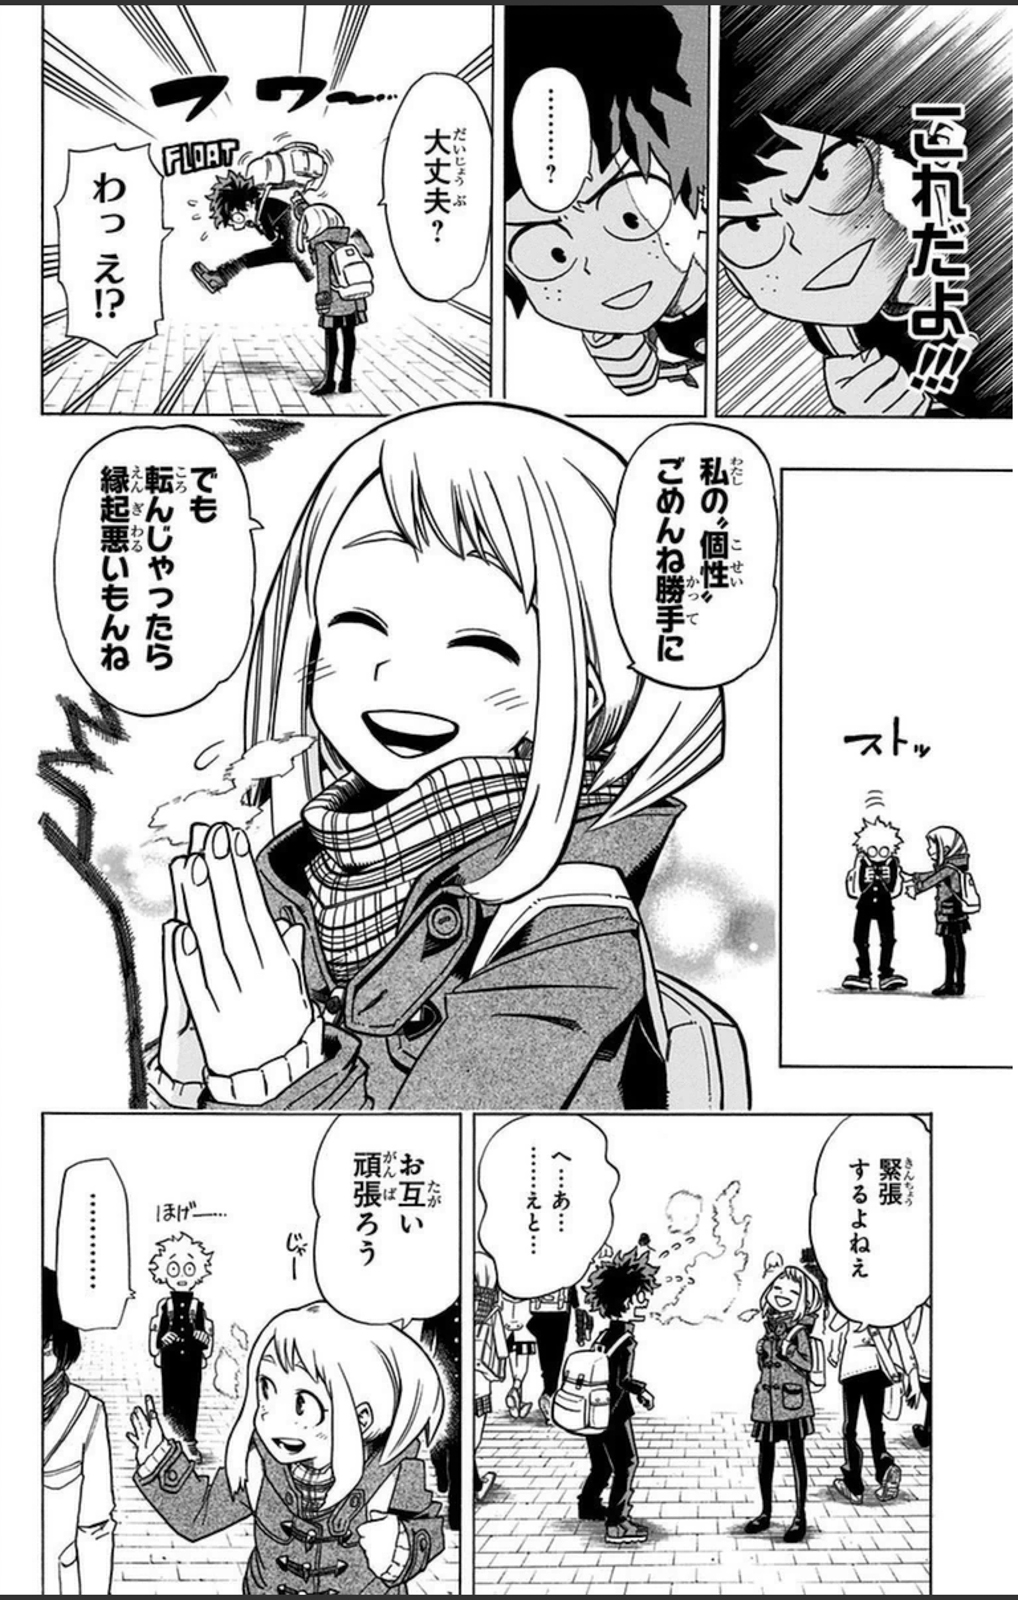 これだよ!!!
………?
大丈夫?
フワ〜…
FLOAT
わっ え!?
ストッ
私の〝個性〟
ごめんね勝手に
でも
転んじゃったら
縁起悪いもんね
緊張
するよねえ
へ…あ…
……えと…
お互い
頑張ろう
じゃー
ほげー…
………